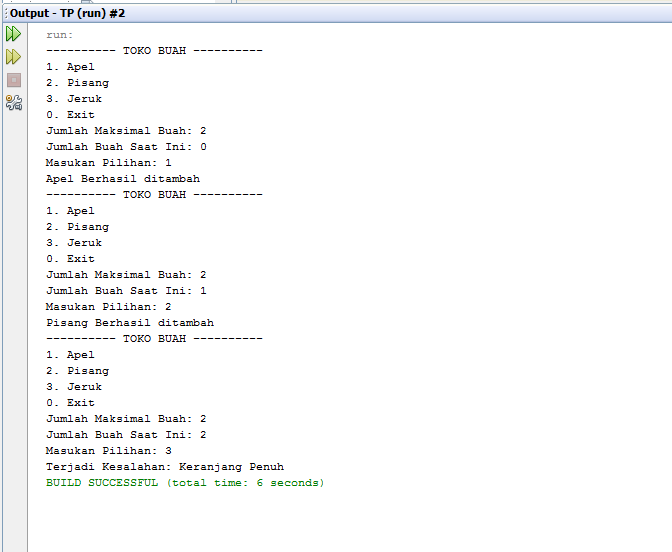 Output - TP (run) #2
run:
---------- TOKO BUAH ----------
1. Apel
2. Pisang
3. Jeruk
0. Exit
Jumlah Maksimal Buah: 2
Jumlah Buah Saat Ini: 0
Masukan Pilihan: 1
Apel Berhasil ditambah
---------- TOKO BUAH ----------
1. Apel
2. Pisang
3. Jeruk
0. Exit
Jumlah Maksimal Buah: 2
Jumlah Buah Saat Ini: 1
Masukan Pilihan: 2
Pisang Berhasil ditambah
---------- TOKO BUAH ----------
1. Apel
2. Pisang
3. Jeruk
0. Exit
Jumlah Maksimal Buah: 2
Jumlah Buah Saat Ini: 2
Masukan Pilihan: 3
Terjadi Kesalahan: Keranjang Penuh
BUILD SUCCESSFUL (total time: 6 seconds)